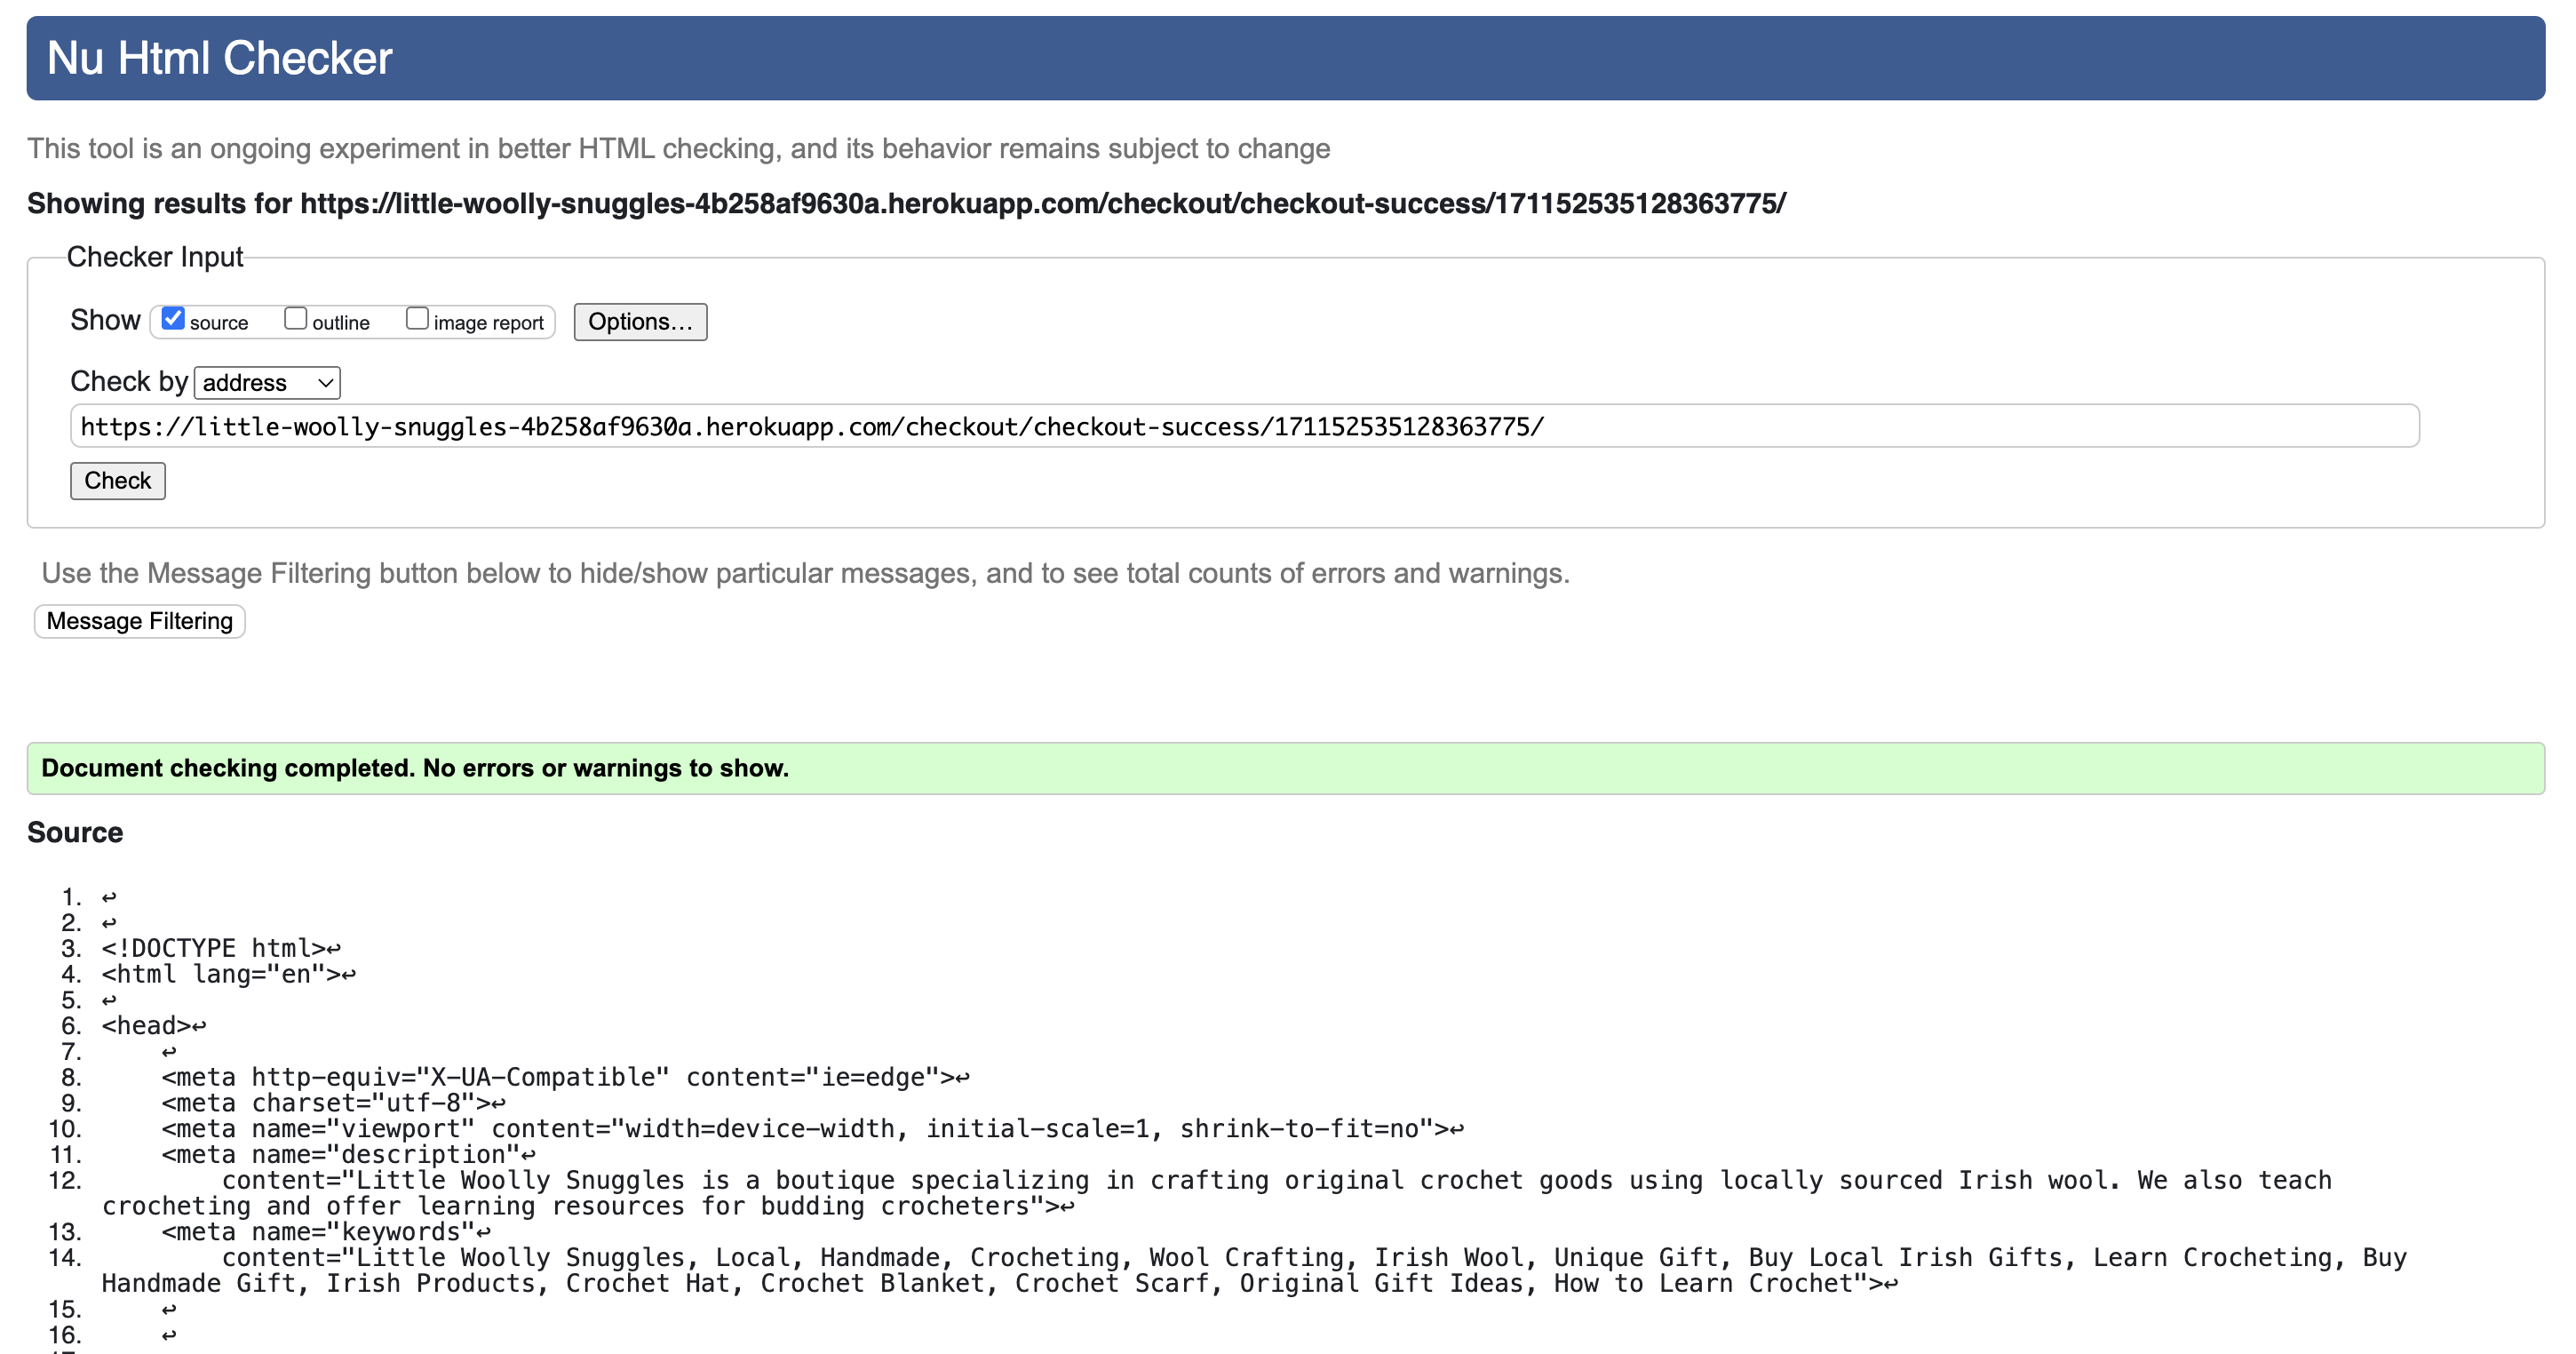 Nu Html Checker
This tool is an ongoing experiment in better HTML checking, and its behavior remains subject to change
Showing results for https://little-woolly-snuggles-4b258af9630a.herokuapp.com/checkout/checkout-success/171152535128363775/
Checker Input
Show source outline image report Options...
Check by address
https://little-woolly-snuggles-4b258af9630a.herokuapp.com/checkout/checkout-success/171152535128363775/
Check
Use the Message Filtering button below to hide/show particular messages, and to see total counts of errors and warnings.
Message Filtering
Document checking completed. No errors or warnings to show.
Source
1. ↩
2. ↩
3. <!DOCTYPE html>↩
4. <html lang="en">↩
5. ↩
6. <head>↩
7. ↩
8. <meta http-equiv="X-UA-Compatible" content="ie=edge">↩
9. <meta charset="utf-8">↩
10. <meta name="viewport" content="width=device-width, initial-scale=1, shrink-to-fit=no">↩
11. <meta name="description"↩
12. content="Little Woolly Snuggles is a boutique specializing in crafting original crochet goods using locally sourced Irish wool. We also teach
crocheting and offer learning resources for budding crocheters">↩
13. <meta name="keywords"↩
14. content="Little Woolly Snuggles, Local, Handmade, Crocheting, Wool Crafting, Irish Wool, Unique Gift, Buy Local Irish Gifts, Learn Crocheting, Buy
Handmade Gift, Irish Products, Crochet Hat, Crochet Blanket, Crochet Scarf, Original Gift Ideas, How to Learn Crochet">↩
15. ↩
16. ↩